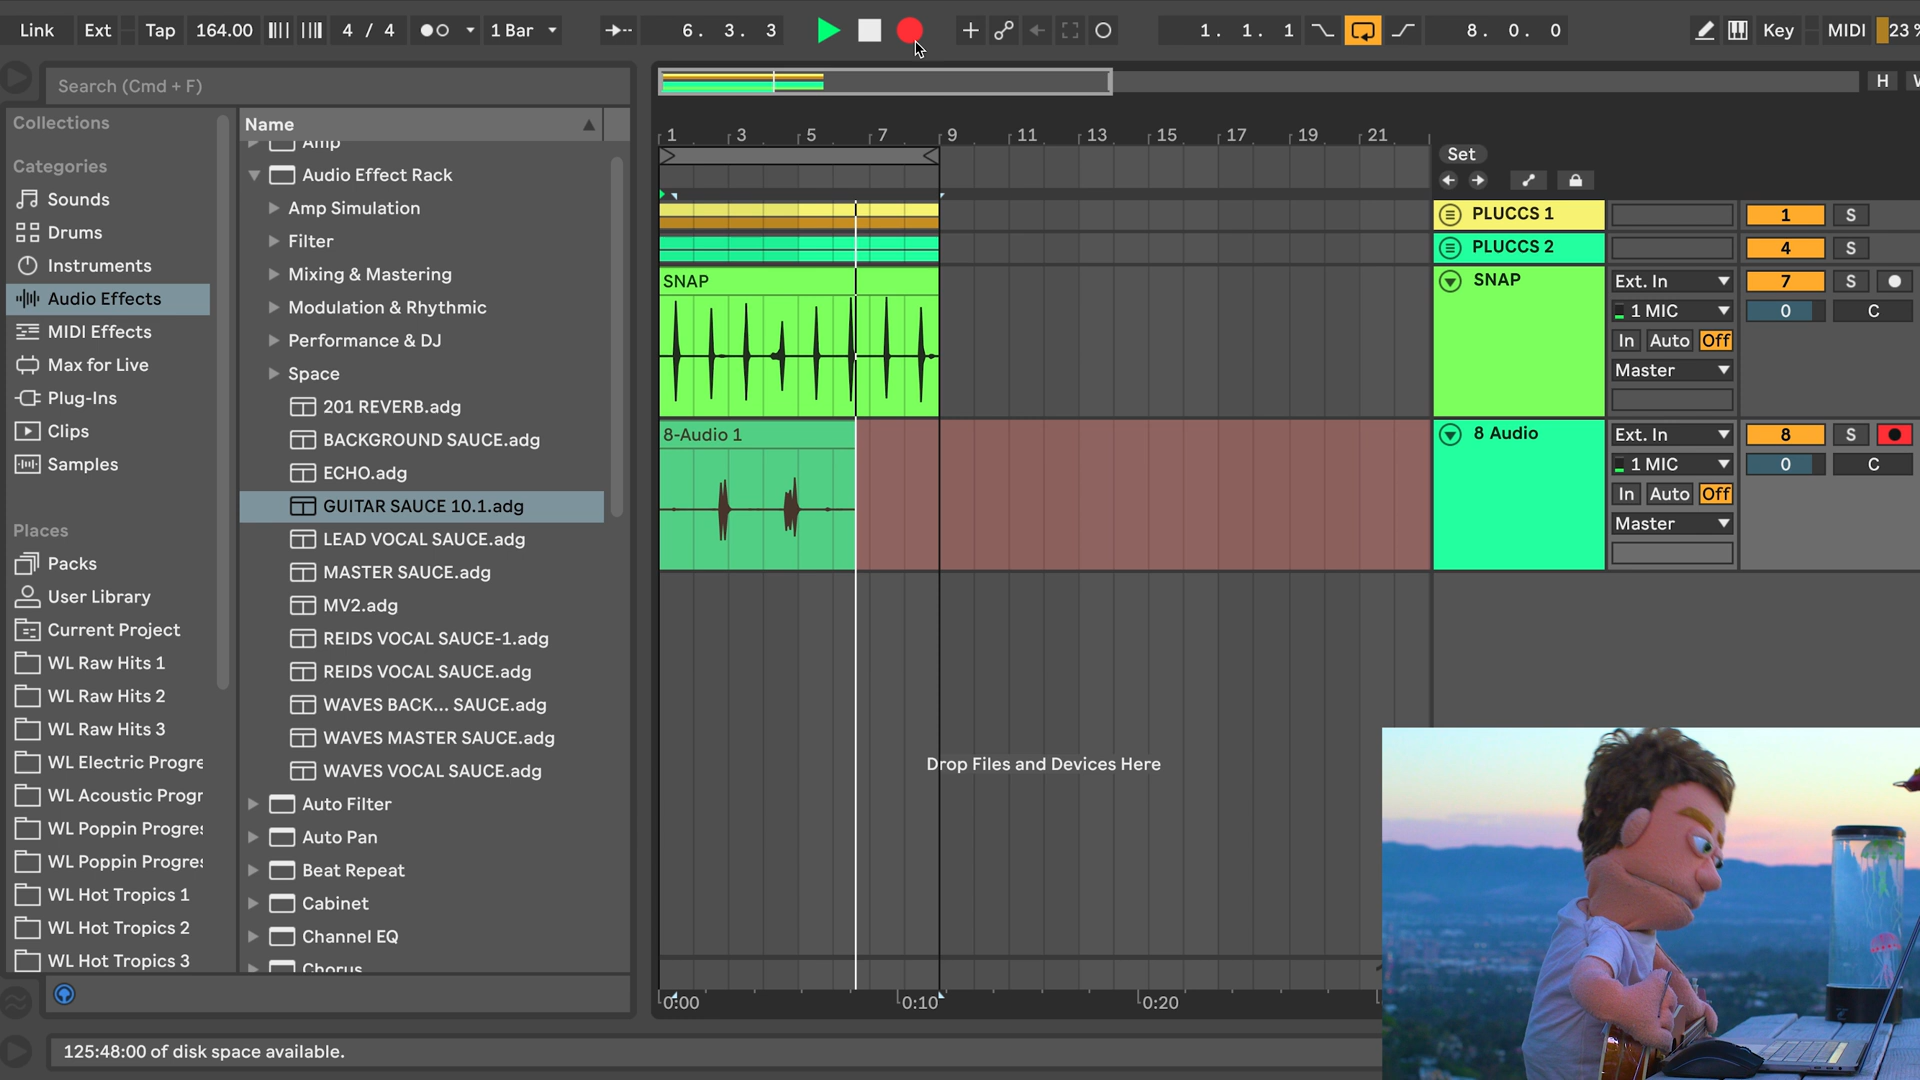 Link Ext Tap 164.00 4 / 4 1 Bar 6. 3. 3 1. 1. 1 8. 0. 0 Key MIDI 23 %
Search (Cmd + F)
H
Collections
Categories
Sounds
Drums
Instruments
Audio Effects
MIDI Effects
Max for Live
Plug-Ins
Clips
Samples
Places
Packs
User Library
Current Project
WL Raw Hits 1
WL Raw Hits 2
WL Raw Hits 3
WL Electric Progre
WL Acoustic Progr
WL Poppin Progre
WL Poppin Progre
WL Hot Tropics 1
WL Hot Tropics 2
WL Hot Tropics 3
Name
Amp
Audio Effect Rack
Amp Simulation
Filter
Mixing & Mastering
Modulation & Rhythmic
Performance & DJ
Space
201 REVERB.adg
BACKGROUND SAUCE.adg
ECHO.adg
GUITAR SAUCE 10.1.adg
LEAD VOCAL SAUCE.adg
MASTER SAUCE.adg
MV2.adg
REIDS VOCAL SAUCE-1.adg
REIDS VOCAL SAUCE.adg
WAVES BACK... SAUCE.adg
WAVES MASTER SAUCE.adg
WAVES VOCAL SAUCE.adg
Auto Filter
Auto Pan
Beat Repeat
Cabinet
Channel EQ
Chorus
1 3 5 7 9 11 13 15 17 19 21
Set
PLUCCS 1 1 S
PLUCCS 2 4 S
SNAP
SNAP Ext. In 7 S
1 MIC 0 C
In Auto Off
Master
8-Audio 1
8 Audio Ext. In 8 S
1 MIC 0 C
In Auto Off
Master
Drop Files and Devices Here
0:00 0:10 0:20
125:48:00 of disk space available.